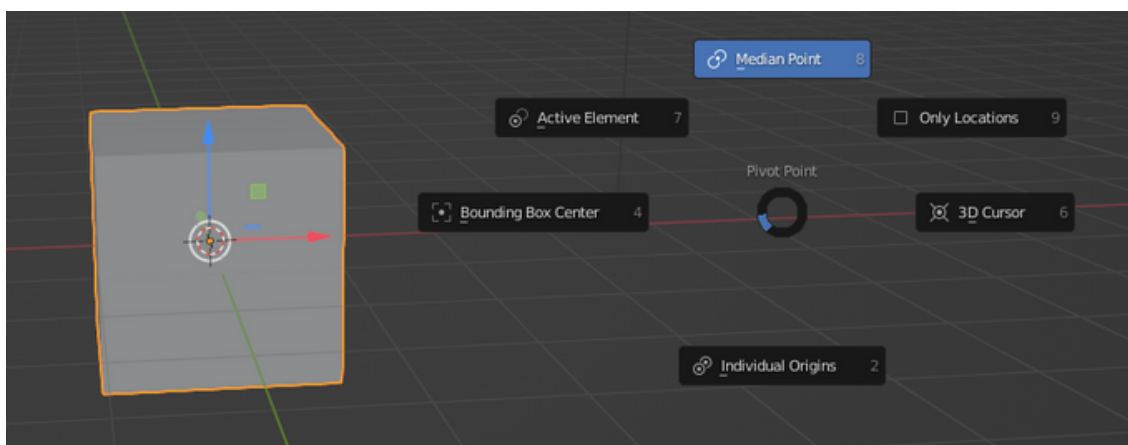 Median Point 8
Active Element 7
Only Locations 9
Pivot Point
Bounding Box Center 4
3D Cursor 6
Individual Origins 2